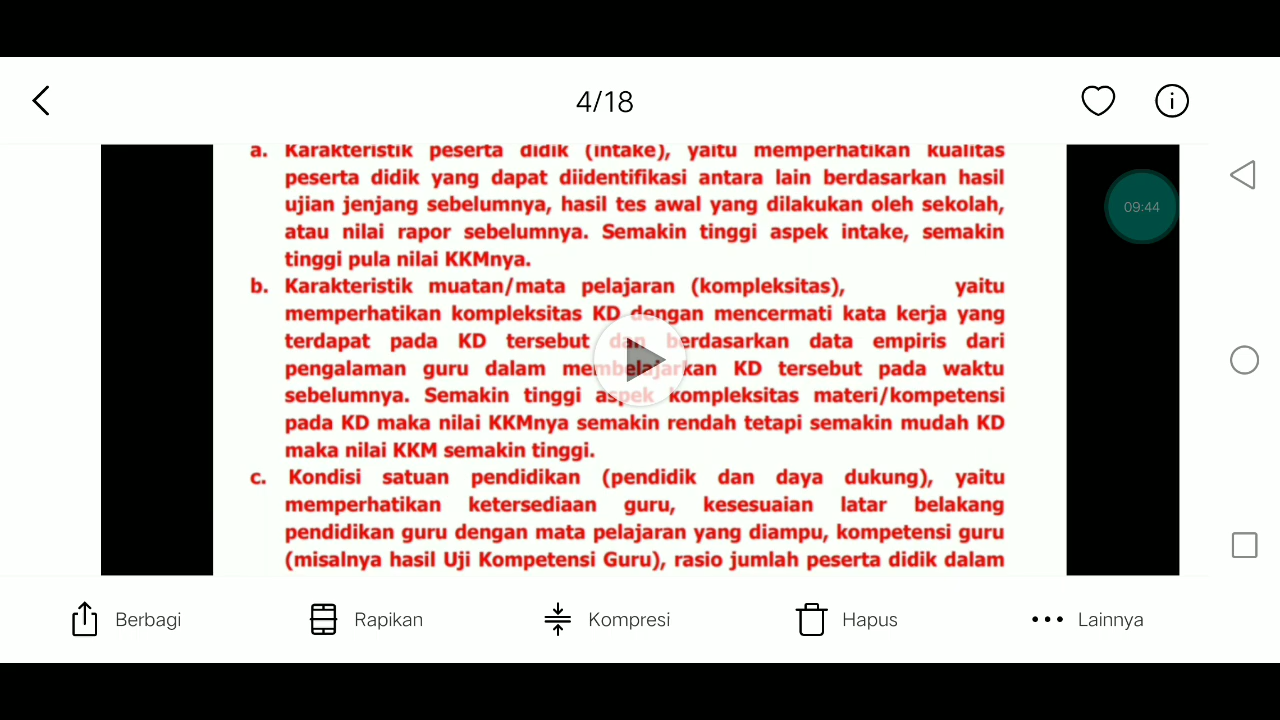 4/18
a. Karakteristik peserta didik (intake), yaitu memperhatikan kualitas
peserta didik yang dapat diidentifikasi antara lain berdasarkan hasil
ujian jenjang sebelumnya, hasil tes awal yang dilakukan oleh sekolah,
09:44
atau nilai rapor sebelumnya. Semakin tinggi aspek intake, semakin
tinggi pula nilai KKMnya.
b. Karakteristik muatan/mata pelajaran (kompleksitas), yaitu
memperhatikan kompleksitas KD dengan mencermati kata kerja yang
terdapat pada KD tersebut dan berdasarkan data empiris dari
pengalaman guru dalam membelajarkan KD tersebut pada waktu
sebelumnya. Semakin tinggi aspek kompleksitas materi/kompetensi
pada KD maka nilai KKMnya semakin rendah tetapi semakin mudah KD
maka nilai KKM semakin tinggi.
c. Kondisi satuan pendidikan (pendidik dan daya dukung), yaitu
memperhatikan ketersediaan guru, kesesuaian latar belakang
pendidikan guru dengan mata pelajaran yang diampu, kompetensi guru
(misalnya hasil Uji Kompetensi Guru), rasio jumlah peserta didik dalam
Berbagi Rapikan Kompresi Hapus Lainnya